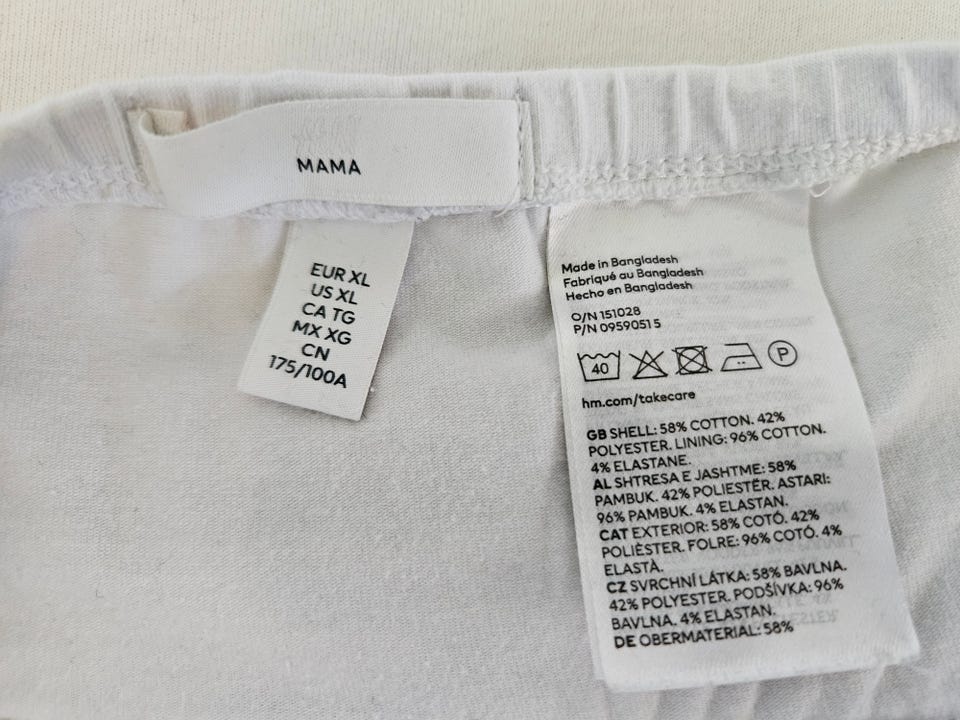 MAMA
EUR XL
US XL
CA TG
MX XG
CN
175/100A
Made in Bangladesh
Fabriqué au Bangladesh
Hecho en Bangladesh
O/N 151028
P/N 0959051 5
40
P
hm.com/takecare
GB SHELL: 58% COTTON. 42%
POLYESTER. LINING: 96% COTTON.
4% ELASTANE.
AL SHTRESA E JASHTME: 58%
PAMBUK. 42% POLIESTËR. ASTARI:
96% PAMBUK. 4% ELASTAN.
CAT EXTERIOR: 58% COTÓ. 42%
POLIÈSTER. FOLRE: 96% COTÓ. 4%
ELASTÀ.
CZ SVRCHNÍ LÁTKA: 58% BAVLNA.
42% POLYESTER. PODŠÍVKA: 96%
BAVLNA. 4% ELASTAN.
DE OBERMATERIAL: 58%